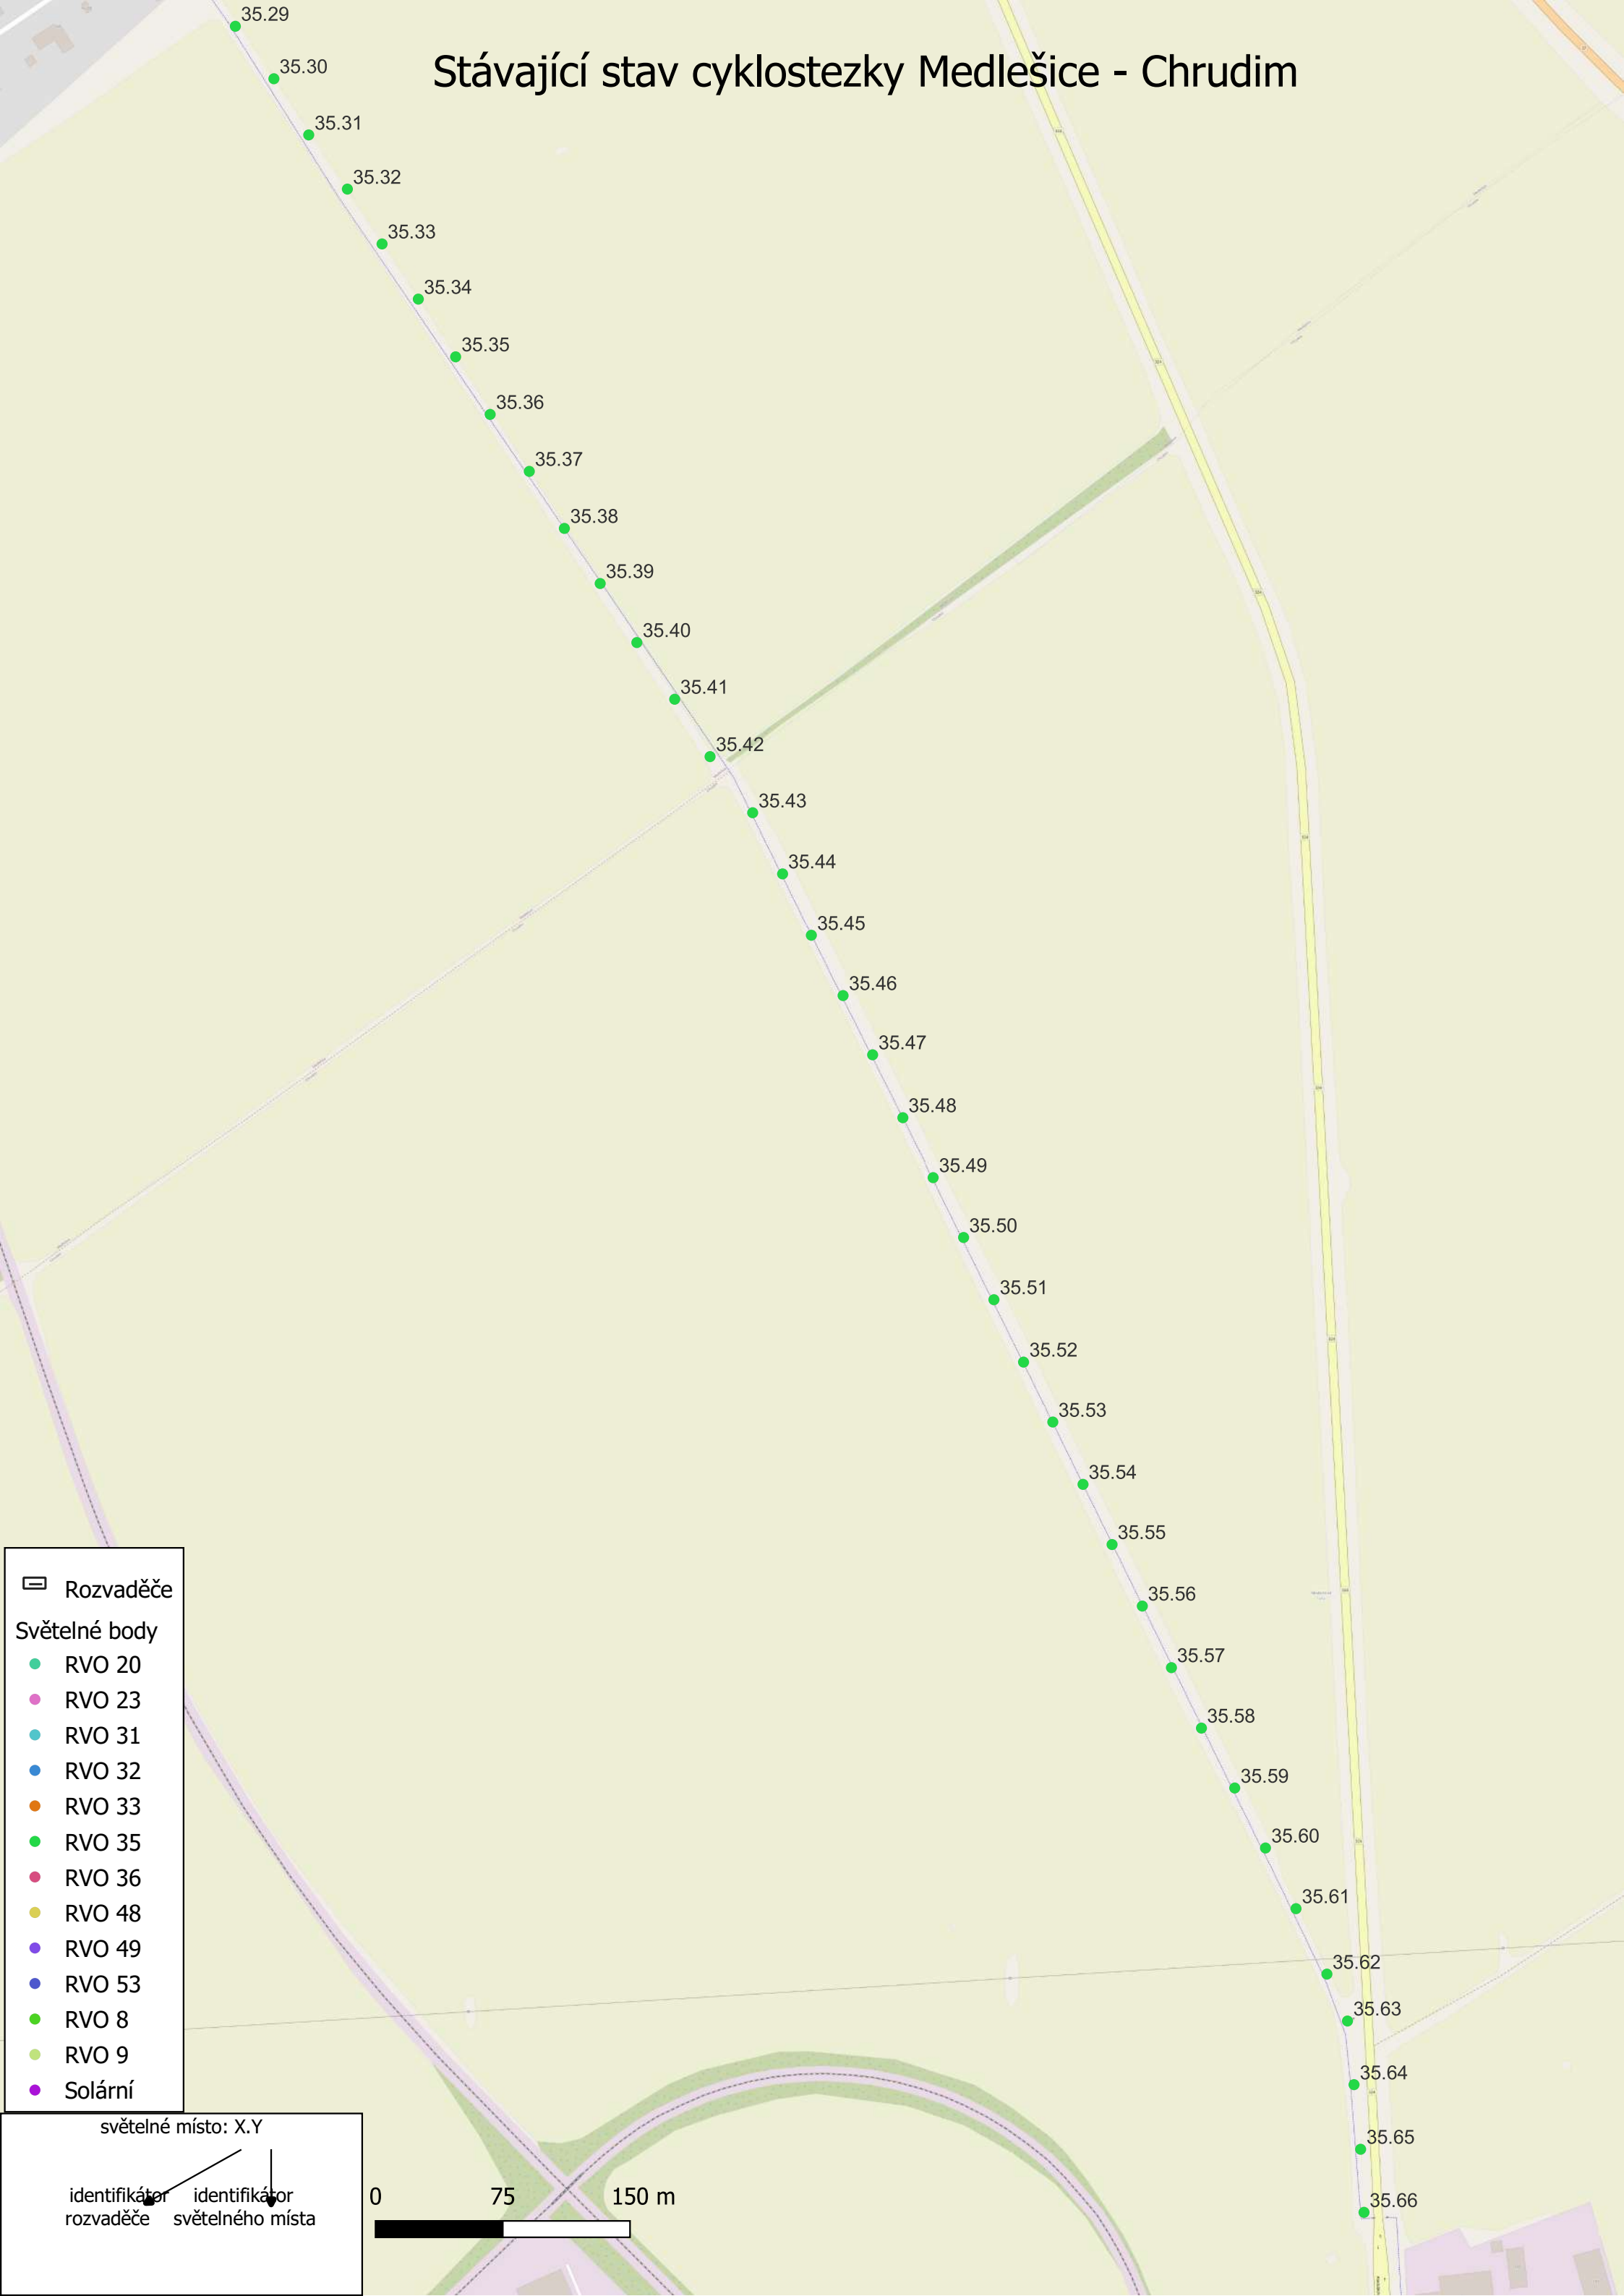 35.29
Stávající stav cyklostezky Medlešice - Chrudim
35.30
35.31
35.32
35.33
35.34
35.35
35.36
35.37
35.38
35.39
35.40
35.41
35.42
35.43
35.44
35.45
35.46
35.47
35.48
35.49
35.50
35.51
35.52
35.53
35.54
35.55
35.56
35.57
35.58
35.59
35.60
35.61
35.62
35.63
35.64
35.65
35.66
Rozvaděče
Světelné body
RVO 20
RVO 23
RVO 31
RVO 32
RVO 33
RVO 35
RVO 36
RVO 48
RVO 49
RVO 53
RVO 8
RVO 9
Solární
světelné místo: X.Y
identifikátor rozvaděče
identifikátor světelného místa
0 75 150 m